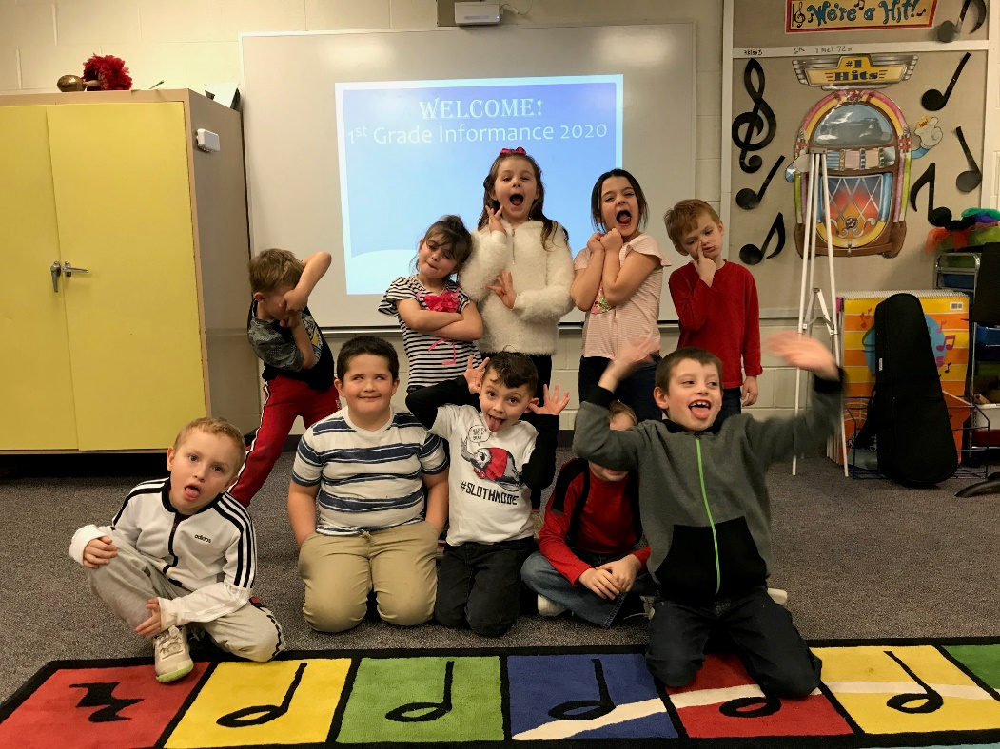 We're a Hit!
#1
Hits
WELCOME!
1st Grade Informance 2020
adidas
#SLOTHMODE